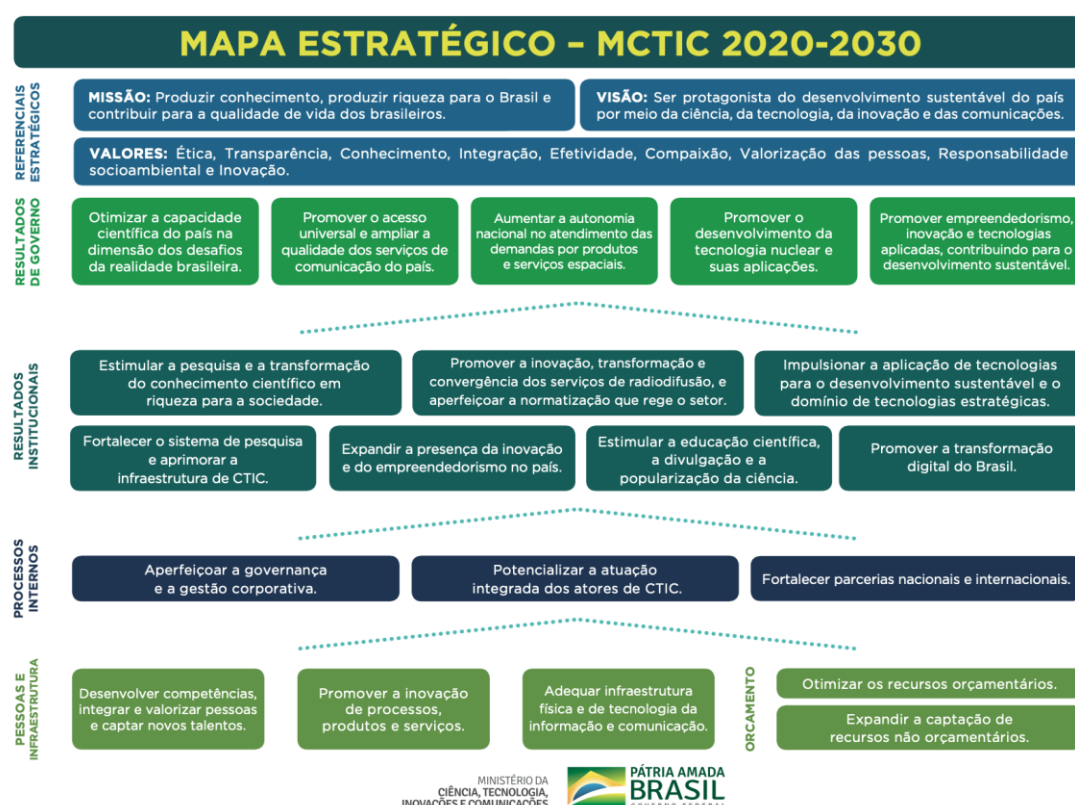 MAPA ESTRATÉGICO – MCTIC 2020-2030
REFERENCIAIS
ESTRATÉGICOS
MISSÃO: Produzir conhecimento, produzir riqueza para o Brasil e
contribuir para a qualidade de vida dos brasileiros.
VISÃO: Ser protagonista do desenvolvimento sustentável do país
por meio da ciência, da tecnologia, da inovação e das comunicações.
VALORES: Ética, Transparência, Conhecimento, Integração, Efetividade, Compaixão, Valorização das pessoas, Responsabilidade
socioambiental e Inovação.
RESULTADOS
DE GOVERNO
Otimizar a capacidade
científica do país na
dimensão dos desafios
da realidade brasileira.
Promover o acesso
universal e ampliar a
qualidade dos serviços de
comunicação do país.
Aumentar a autonomia
nacional no atendimento das
demandas por produtos
e serviços espaciais.
Promover o
desenvolvimento da
tecnologia nuclear e
suas aplicações.
Promover empreendedorismo,
inovação e tecnologias
aplicadas, contribuindo para o
desenvolvimento sustentável.
RESULTADOS
INSTITUCIONAIS
Estimular a pesquisa e a transformação
do conhecimento científico em
riqueza para a sociedade.
Promover a inovação, transformação e
convergência dos serviços de radiodifusão, e
aperfeiçoar a normatização que rege o setor.
Impulsionar a aplicação de tecnologias
para o desenvolvimento sustentável e o
domínio de tecnologias estratégicas.
Fortalecer o sistema de pesquisa
e aprimorar a
infraestrutura de CTIC.
Expandir a presença da inovação
e do empreendedorismo no país.
Estimular a educação científica,
a divulgação e a
popularização da ciência.
Promover a transformação
digital do Brasil.
PROCESSOS
INTERNOS
Aperfeiçoar a governança
e a gestão corporativa.
Potencializar a atuação
integrada dos atores de CTIC.
Fortalecer parcerias nacionais e internacionais.
PESSOAS E
INFRAESTRUTURA
Desenvolver competências,
integrar e valorizar pessoas
e captar novos talentos.
Promover a inovação
de processos,
produtos e serviços.
Adequar infraestrutura
física e de tecnologia da
informação e comunicação.
ORÇAMENTO
Otimizar os recursos orçamentários.
Expandir a captação de
recursos não orçamentários.
MINISTÉRIO DA
CIÊNCIA, TECNOLOGIA,
INOVAÇÕES E COMUNICAÇÕES
PÁTRIA AMADA
BRASIL
GOVERNO FEDERAL